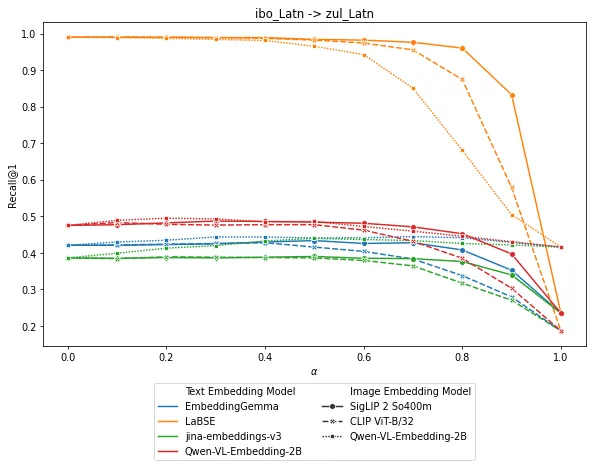 ibo_Latn -> zul_Latn
Recall@1
1.0
0.9
0.8
0.7
0.6
0.5
0.4
0.3
0.2
0.0 0.2 0.4 0.6 0.8 1.0
α
Text Embedding Model Image Embedding Model
EmbeddingGemma SigLIP 2 So400m
LaBSE CLIP ViT-B/32
jina-embeddings-v3 Qwen-VL-Embedding-2B
Qwen-VL-Embedding-2B